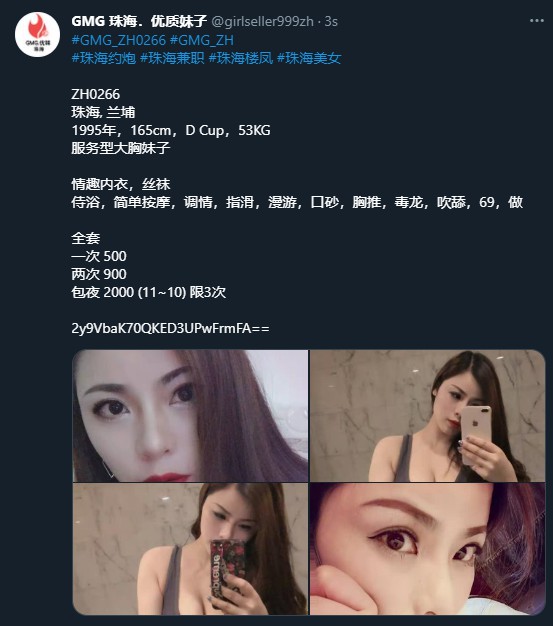 GMG 珠海．优质妹子 @girlseller999zh · 3s
#GMG_ZH0266 #GMG_ZH
#珠海约炮 #珠海兼职 #珠海楼凤 #珠海美女
ZH0266
珠海, 兰埔
1995年，165cm，D Cup，53KG
服务型大胸妹子
情趣内衣，丝袜
侍浴，简单按摩，调情，指滑，漫游，口砂，胸推，毒龙，吹舔，69，做
全套
一次 500
两次 900
包夜 2000 (11~10) 限3次
2y9VbaK70QKED3UPwFrmFA==